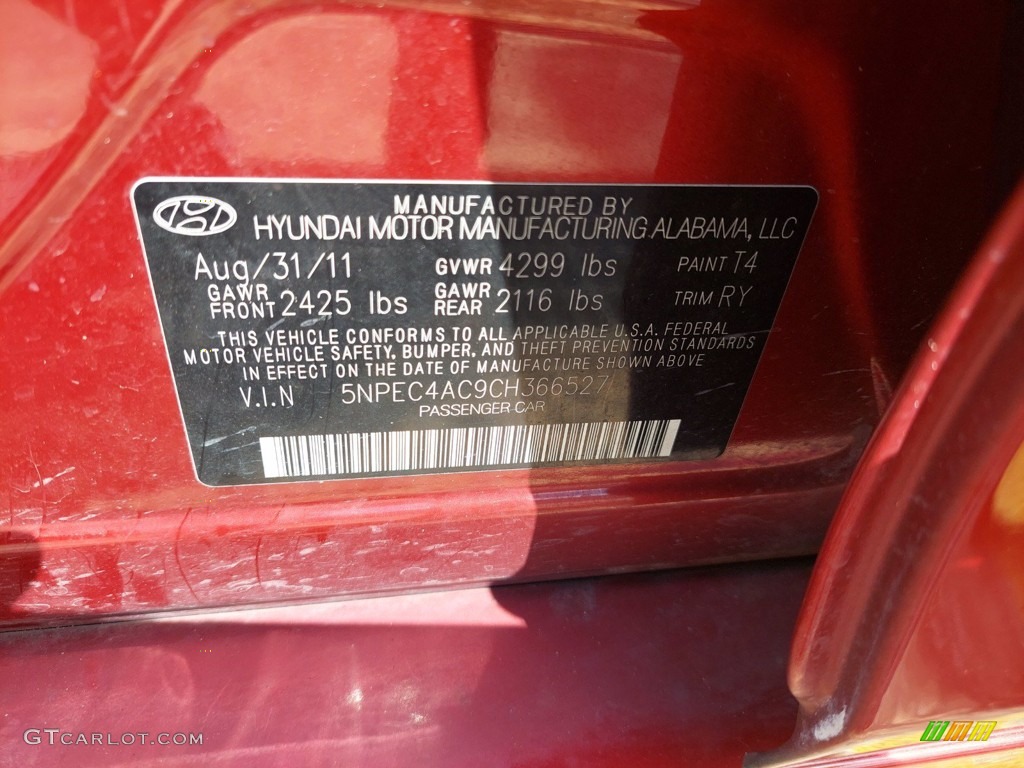 MANUFACTURED BY
HYUNDAI MOTOR MANUFACTURING ALABAMA, LLC
Aug/31/11 GVWR 4299 lbs PAINT T4
GAWR FRONT 2425 lbs GAWR REAR 2116 lbs TRIM RY
THIS VEHICLE CONFORMS TO ALL APPLICABLE U.S.A. FEDERAL
MOTOR VEHICLE SAFETY, BUMPER, AND THEFT PREVENTION STANDARDS
IN EFFECT ON THE DATE OF MANUFACTURE SHOWN ABOVE
V.I.N 5NPEC4AC9CH366527
PASSENGER CAR
GTCARLOT.COM